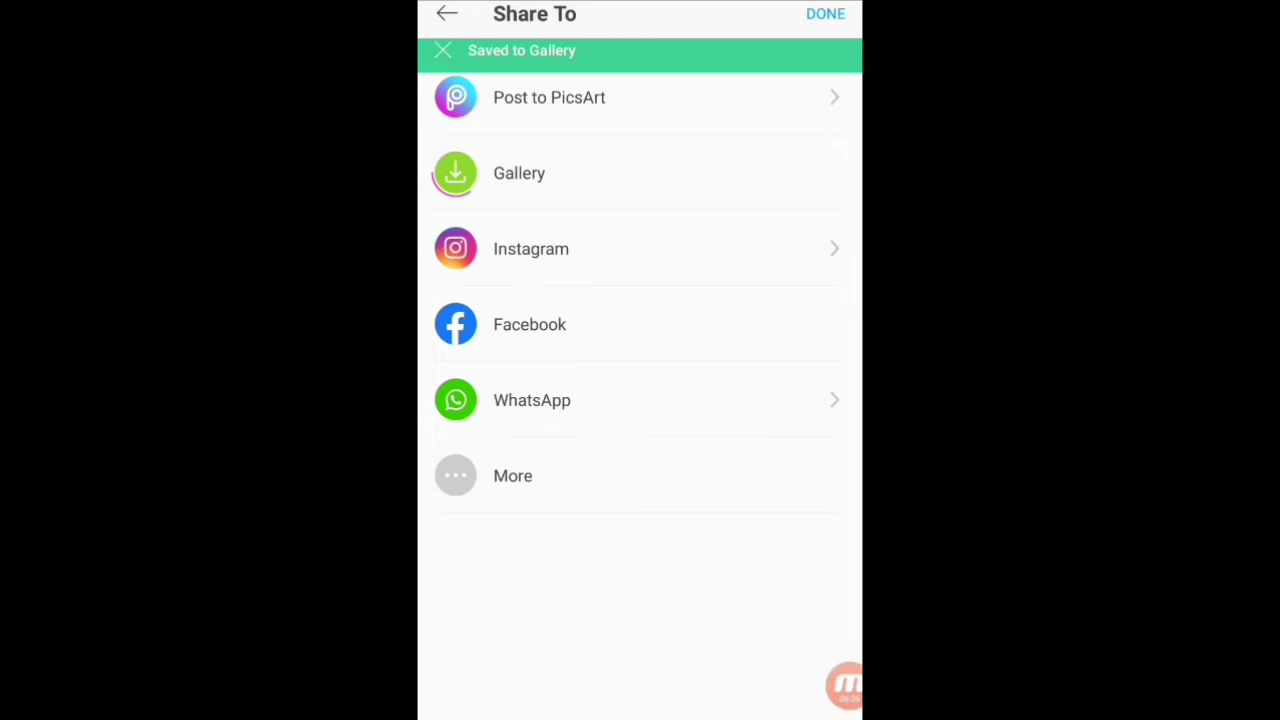 Share To
DONE
Saved to Gallery
Post to PicsArt
Gallery
Instagram
Facebook
WhatsApp
More